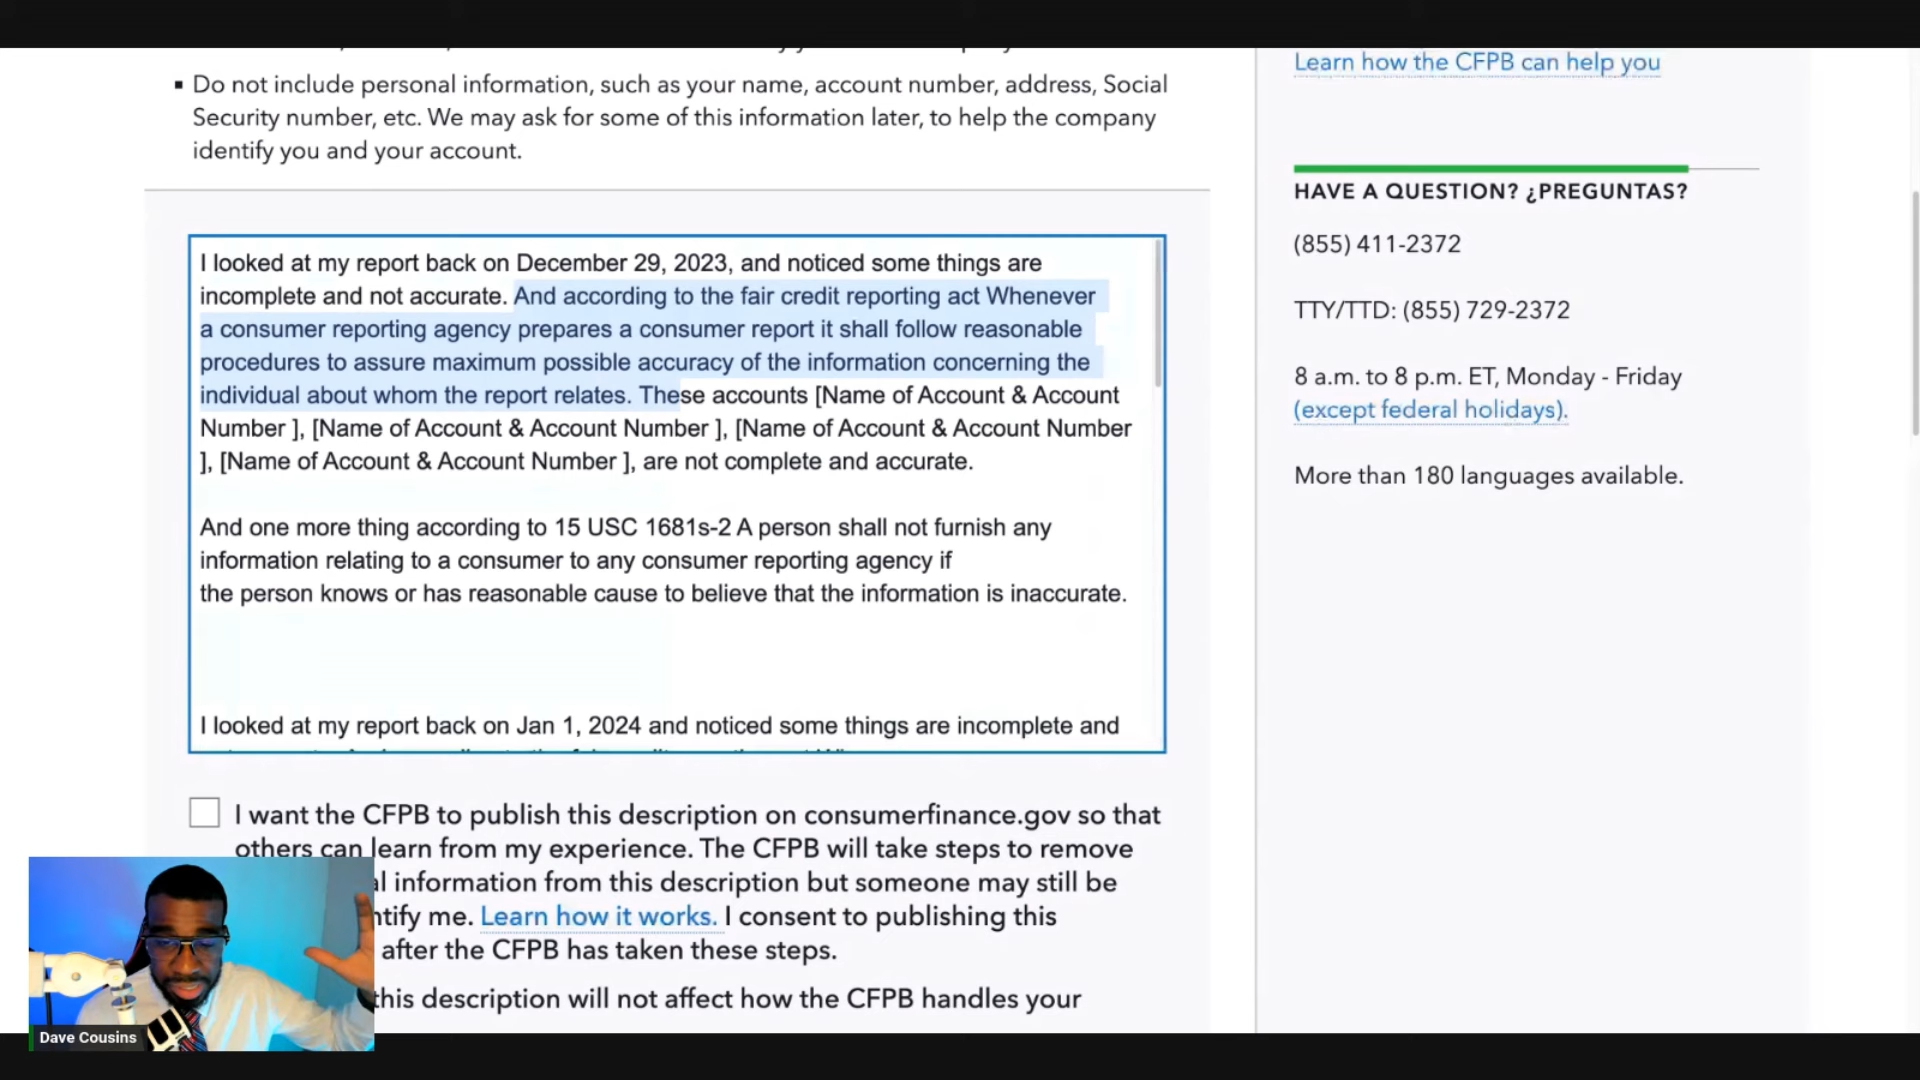 Do not include personal information, such as your name, account number, address, Social
Security number, etc. We may ask for some of this information later, to help the company
identify you and your account.
I looked at my report back on December 29, 2023, and noticed some things are
incomplete and not accurate. And according to the fair credit reporting act Whenever
a consumer reporting agency prepares a consumer report it shall follow reasonable
procedures to assure maximum possible accuracy of the information concerning the
individual about whom the report relates. These accounts [Name of Account & Account
Number ], [Name of Account & Account Number ], [Name of Account & Account Number
], [Name of Account & Account Number ], are not complete and accurate.
And one more thing according to 15 USC 1681s-2 A person shall not furnish any
information relating to a consumer to any consumer reporting agency if
the person knows or has reasonable cause to believe that the information is inaccurate.
I looked at my report back on Jan 1, 2024 and noticed some things are incomplete and
I want the CFPB to publish this description on consumerfinance.gov so that
others can learn from my experience. The CFPB will take steps to remove
information from this description but someone may still be
me. Learn how it works. I consent to publishing this
after the CFPB has taken these steps.
this description will not affect how the CFPB handles your
Dave Cousins
Learn how the CFPB can help you
HAVE A QUESTION? ¿PREGUNTAS?
(855) 411-2372
TTY/TTD: (855) 729-2372
8 a.m. to 8 p.m. ET, Monday - Friday
(except federal holidays).
More than 180 languages available.